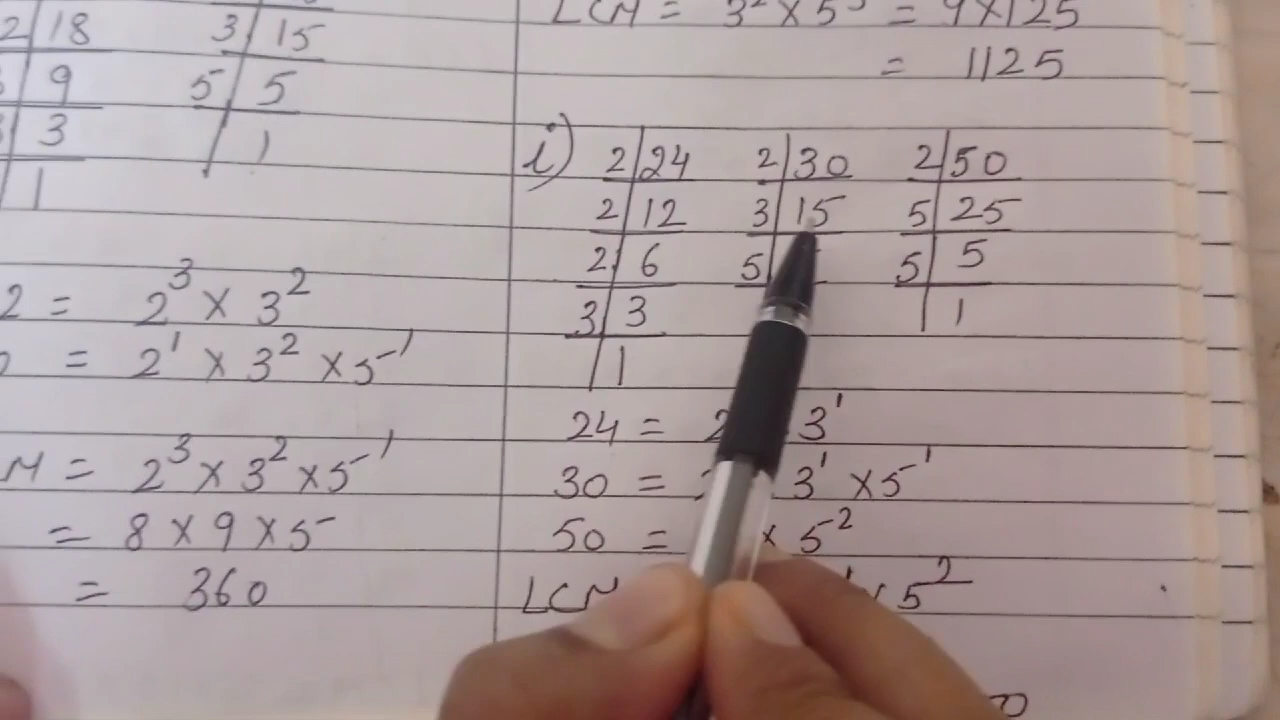 2 | 18 3 | 15
9 5 | 5
3 1
1
2 = 2³ × 3²
= 2¹ × 3² × 5¹
M = 2³ × 3² × 5¹
= 8 × 9 × 5
= 360
LCM = 3² × 5³ = 9 × 125
= 1125
i) 2 | 24 2 | 30 2 | 50
2 | 12 3 | 15 5 | 25
2 | 6 5 | 5 | 5
3 | 3 1
1
24 = 2 3¹
30 = 3¹ × 5¹
50 = × 5²
LCM × 5²